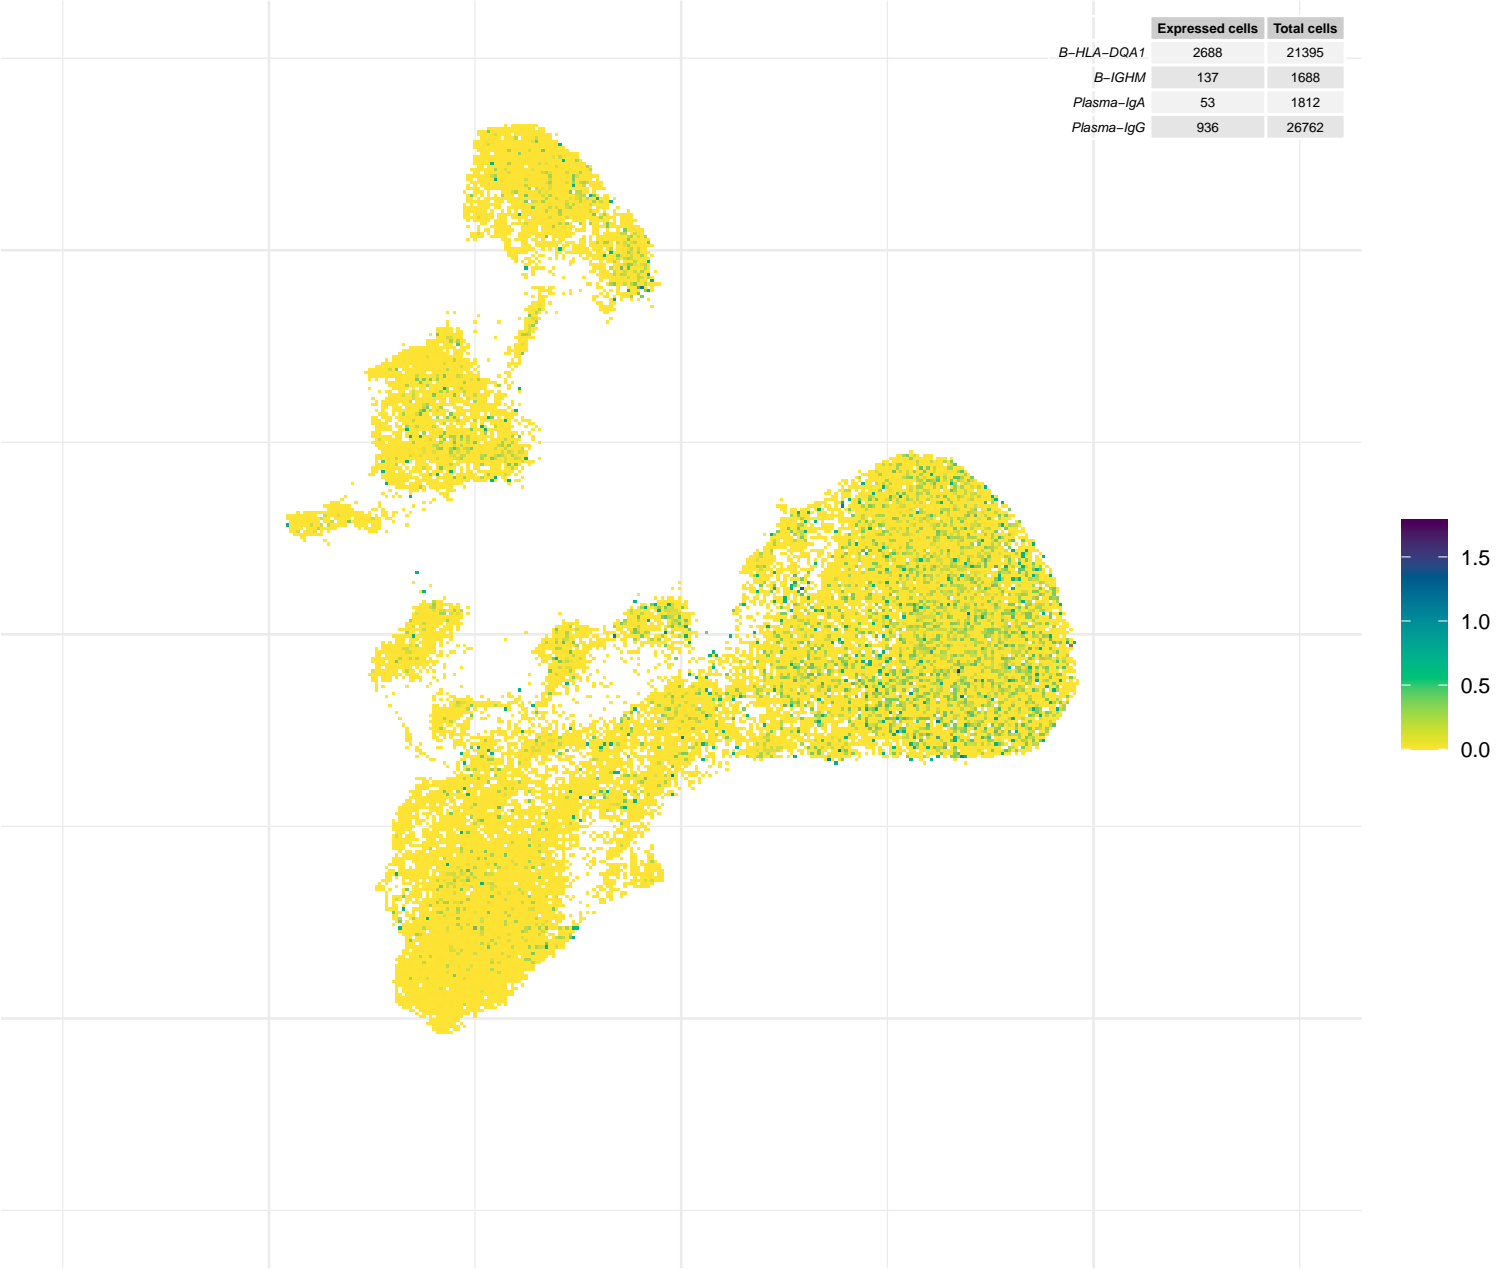 Expressed cells Total cells
B−HLA−DQA1 2688 21395
B−IGHM 137 1688
Plasma−IgA 53 1812
Plasma−IgG 936 26762
1.5
1.0
0.5
0.0